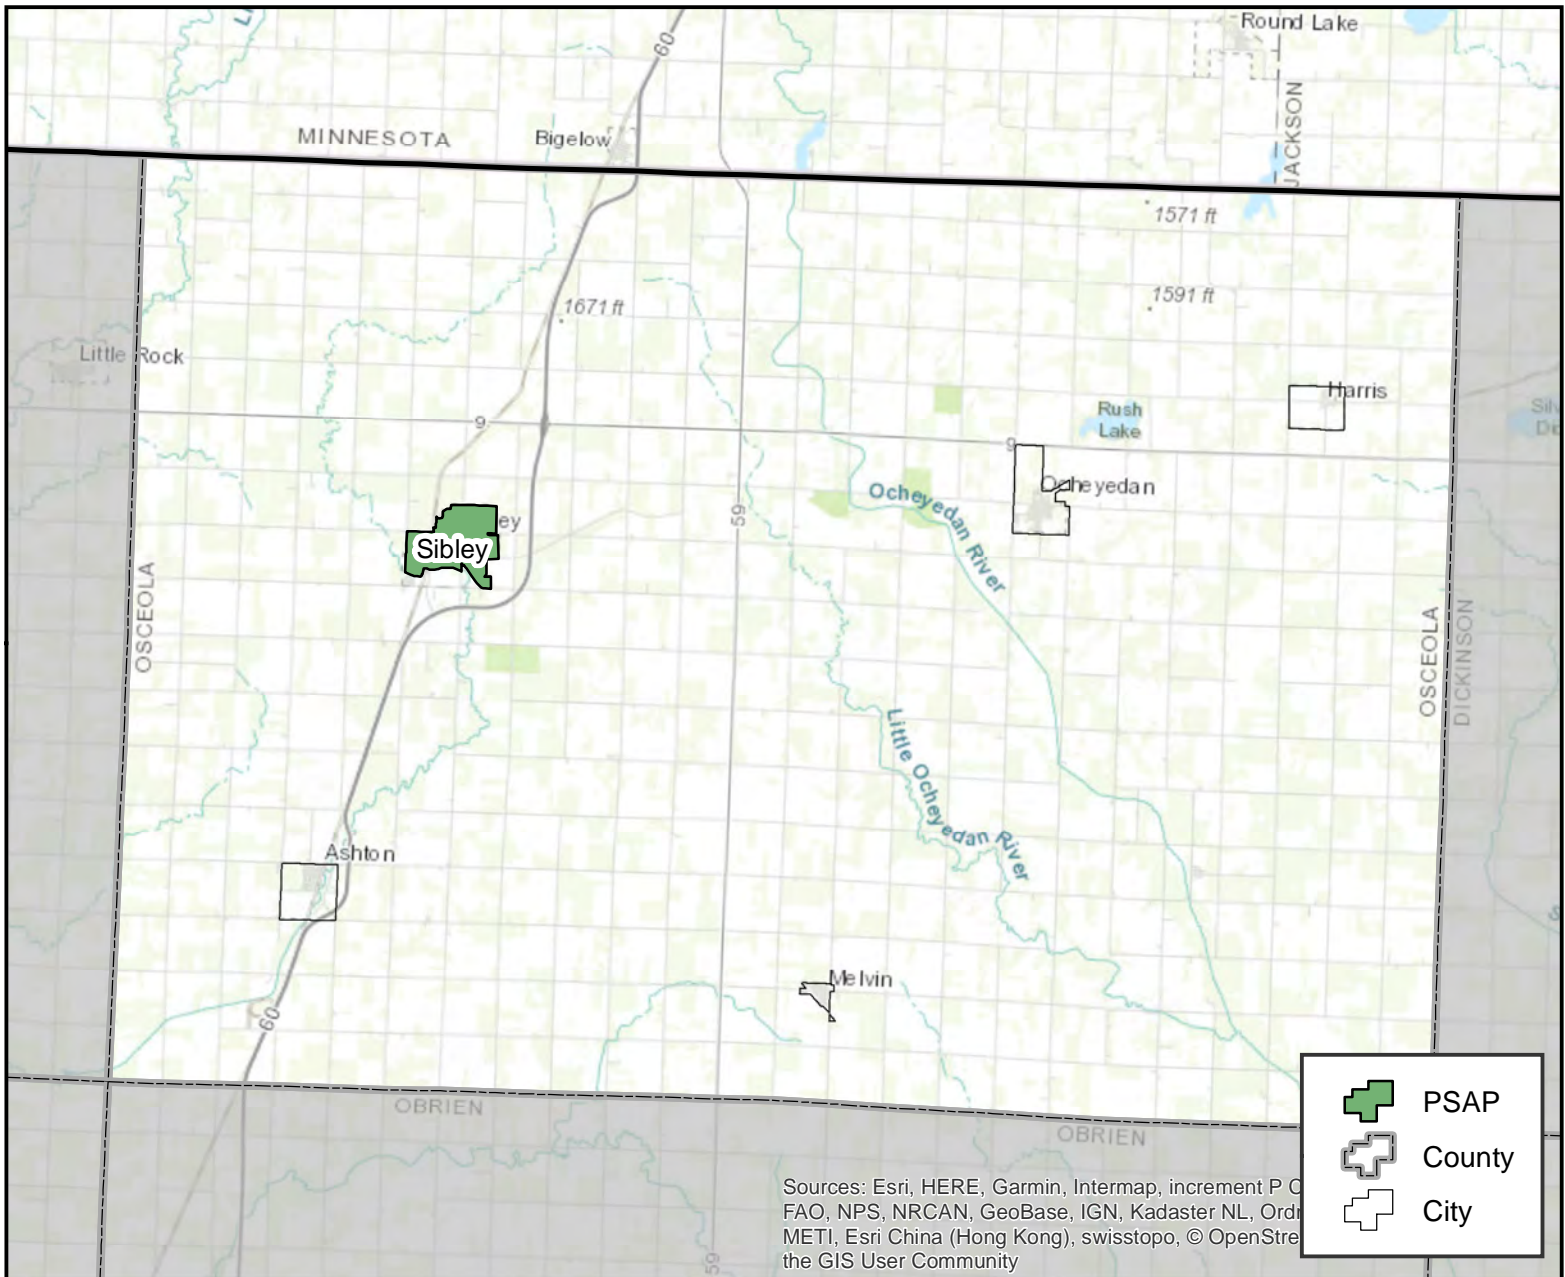 Round Lake
60
JACKSON
MINNESOTA
Bigelow
1571 ft
1591 ft
1671 ft
Little Rock
Harris
9
Rush
Lake
9
Ocheyedan
Ocheyedan River
59
ey
Sibley
OSCEOLA
OSCEOLA
DICKINSON
Little Ocheyedan River
Ashton
Melvin
60
OBRIEN
OBRIEN
PSAP
County
City
Sources: Esri, HERE, Garmin, Intermap, increment P
FAO, NPS, NRCAN, GeoBase, IGN, Kadaster NL, Ordn
METI, Esri China (Hong Kong), swisstopo, © OpenStre
the GIS User Community
59